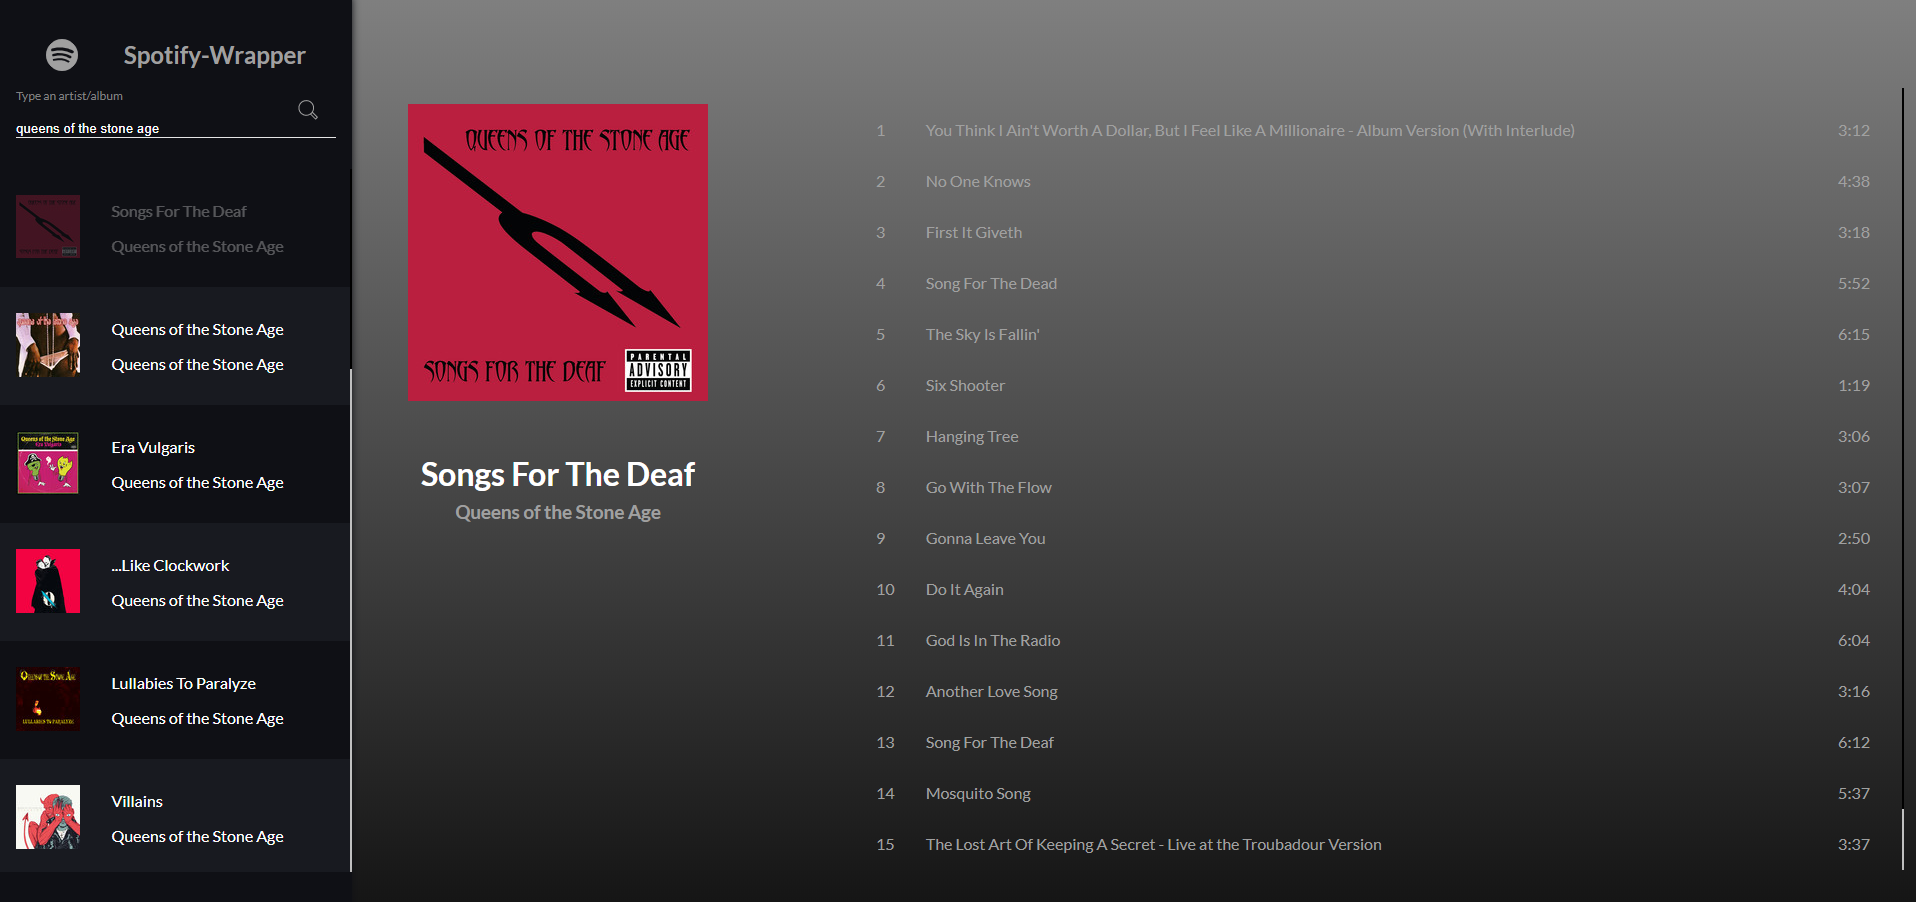 Spotify-Wrapper
Type an artist/album
queens of the stone age
Songs For The Deaf
Queens of the Stone Age
Queens of the Stone Age
Queens of the Stone Age
Era Vulgaris
Queens of the Stone Age
...Like Clockwork
Queens of the Stone Age
Lullabies To Paralyze
Queens of the Stone Age
Villains
Queens of the Stone Age
QUEENS OF THE STONE AGE
SONGS FOR THE DEAF
PARENTAL
ADVISORY
EXPLICIT CONTENT
Songs For The Deaf
Queens of the Stone Age
1 You Think I Ain't Worth A Dollar, But I Feel Like A Millionaire - Album Version (With Interlude) 3:12
2 No One Knows 4:38
3 First It Giveth 3:18
4 Song For The Dead 5:52
5 The Sky Is Fallin' 6:15
6 Six Shooter 1:19
7 Hanging Tree 3:06
8 Go With The Flow 3:07
9 Gonna Leave You 2:50
10 Do It Again 4:04
11 God Is In The Radio 6:04
12 Another Love Song 3:16
13 Song For The Deaf 6:12
14 Mosquito Song 5:37
15 The Lost Art Of Keeping A Secret - Live at the Troubadour Version 3:37